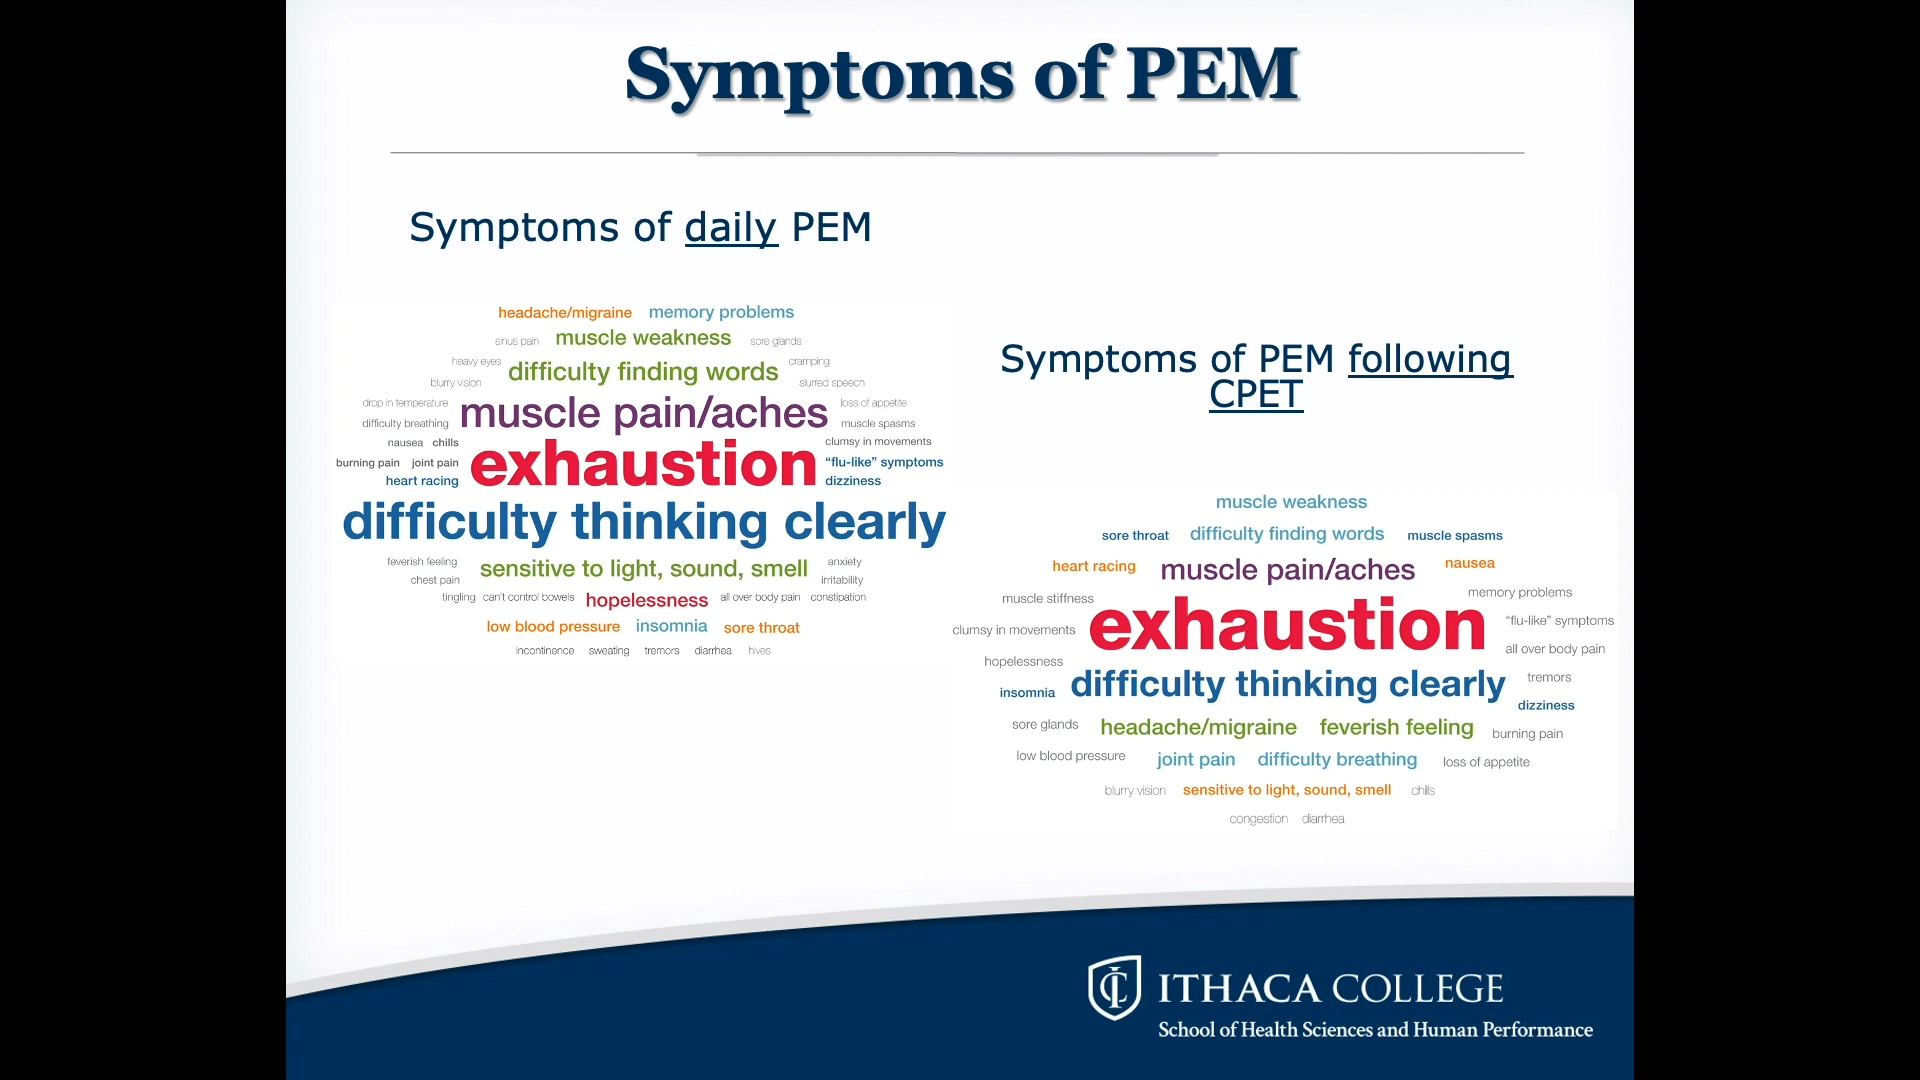 Symptoms of PEM
Symptoms of daily PEM
headache/migraine memory problems
sinus pain muscle weakness sore glands
heavy eyes difficulty finding words cramping
blurry vision slurred speech
drop in temperature muscle pain/aches loss of appetite
difficulty breathing muscle spasms
nausea chills exhaustion clumsy in movements
burning pain joint pain “flu-like” symptoms
heart racing dizziness
difficulty thinking clearly
feverish feeling sensitive to light, sound, smell anxiety
chest pain irritability
tingling can't control bowels hopelessness all over body pain constipation
low blood pressure insomnia sore throat
incontinence sweating tremors diarrhea hives
Symptoms of PEM following
CPET
muscle weakness
sore throat difficulty finding words muscle spasms
heart racing muscle pain/aches nausea
muscle stiffness memory problems
clumsy in movements exhaustion “flu-like” symptoms
all over body pain
hopelessness
insomnia difficulty thinking clearly tremors
dizziness
sore glands headache/migraine feverish feeling burning pain
low blood pressure joint pain difficulty breathing loss of appetite
blurry vision sensitive to light, sound, smell chills
congestion diarrhea
IC
ITHACA COLLEGE
School of Health Sciences and Human Performance